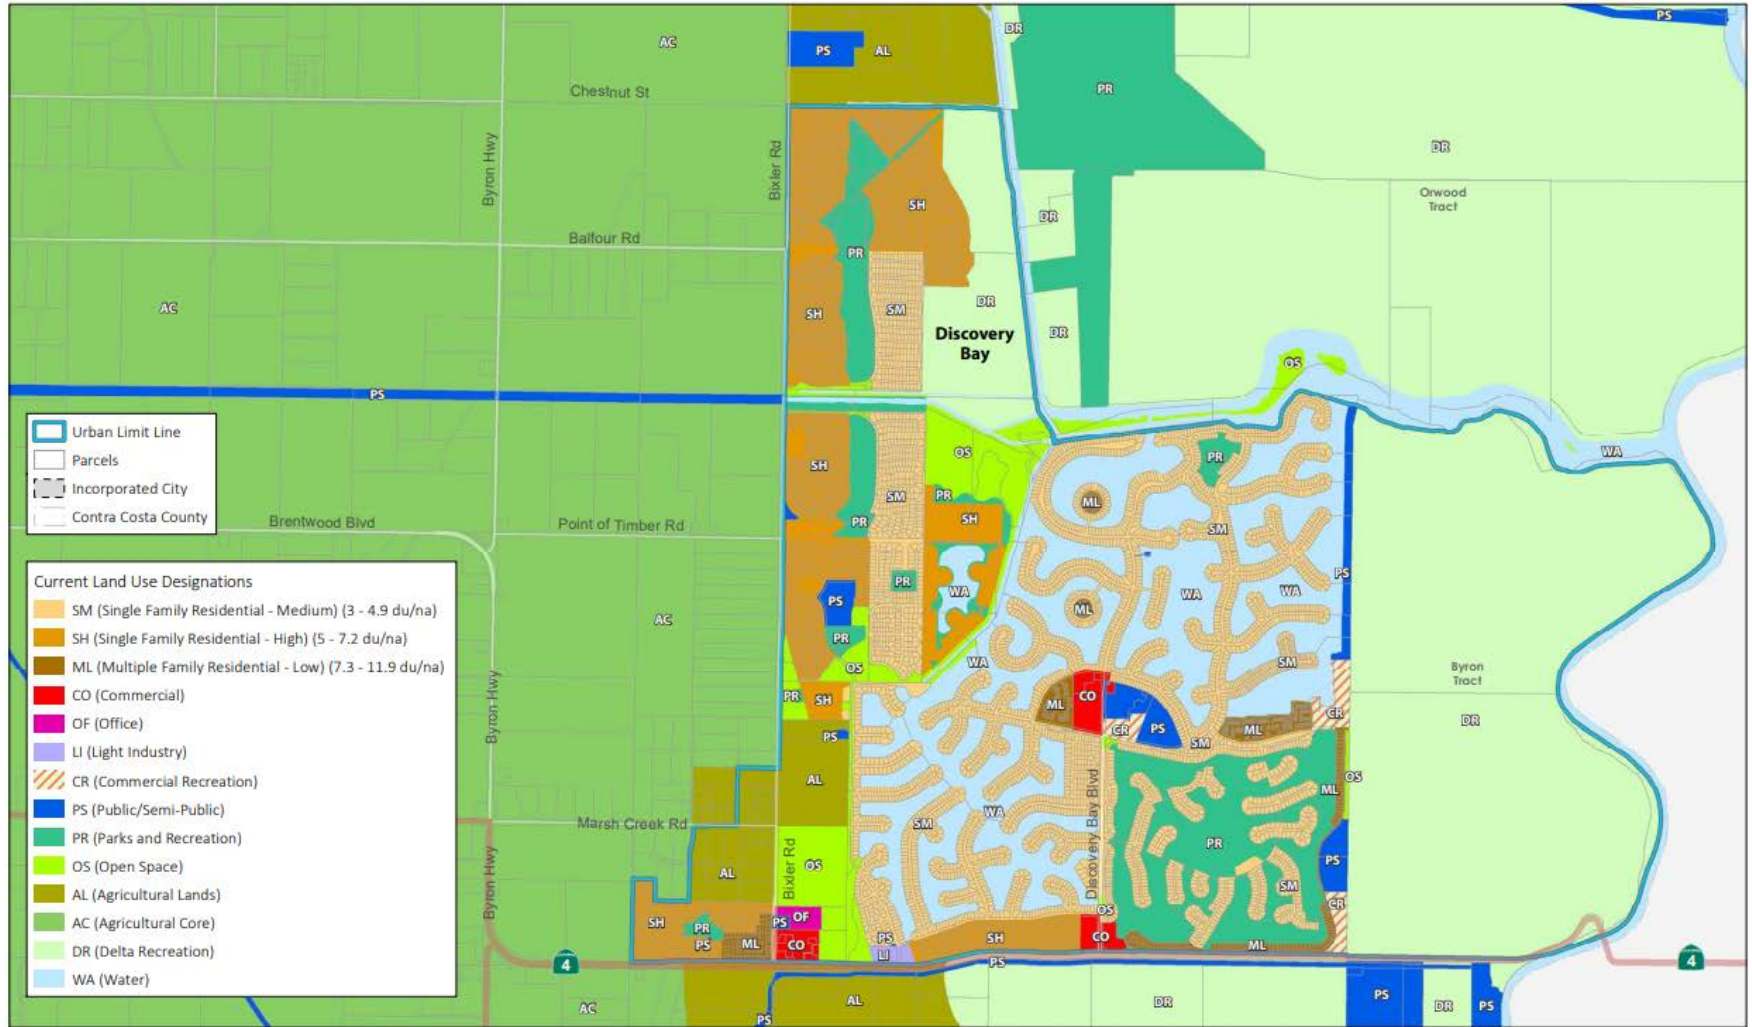 PS
AC
PS
AL
DR
PR
Chestnut St
Byron Hwy
Bixler Rd
DR
Orwood
Tract
SH
DR
Balfour Rd
PR
AC
SH
SM
DR
DR
Discovery
Bay
OS
PS
Urban Limit Line
Parcels
Incorporated City
Contra Costa County
Brentwood Blvd
Point of Timber Rd
SH
OS
PR
WA
SM
PR
ML
PR
SH
SM
Current Land Use Designations
SM (Single Family Residential - Medium) (3 - 4.9 du/na)
SH (Single Family Residential - High) (5 - 7.2 du/na)
ML (Multiple Family Residential - Low) (7.3 - 11.9 du/na)
CO (Commercial)
OF (Office)
LI (Light Industry)
CR (Commercial Recreation)
PS (Public/Semi-Public)
PR (Parks and Recreation)
OS (Open Space)
AL (Agricultural Lands)
AC (Agricultural Core)
DR (Delta Recreation)
WA (Water)
PS
PR
WA
WA
WA
PS
ML
AC
PR
OS
WA
SM
Byron
Tract
DR
Byron Hwy
PR
SH
ML
CO
CR
PS
ML
CR
SM
PS
AL
OS
ML
Discovery Bay Blvd
WA
SM
Marsh Creek Rd
PR
PS
Byron Hwy
Bixler Rd
OS
AL
SM
CR
OS
SH
PR
PS
ML
PS
OF
CO
PS
LI
SH
CO
ML
4
PS
4
AC
PS
AL
DR
PS
DR
PS